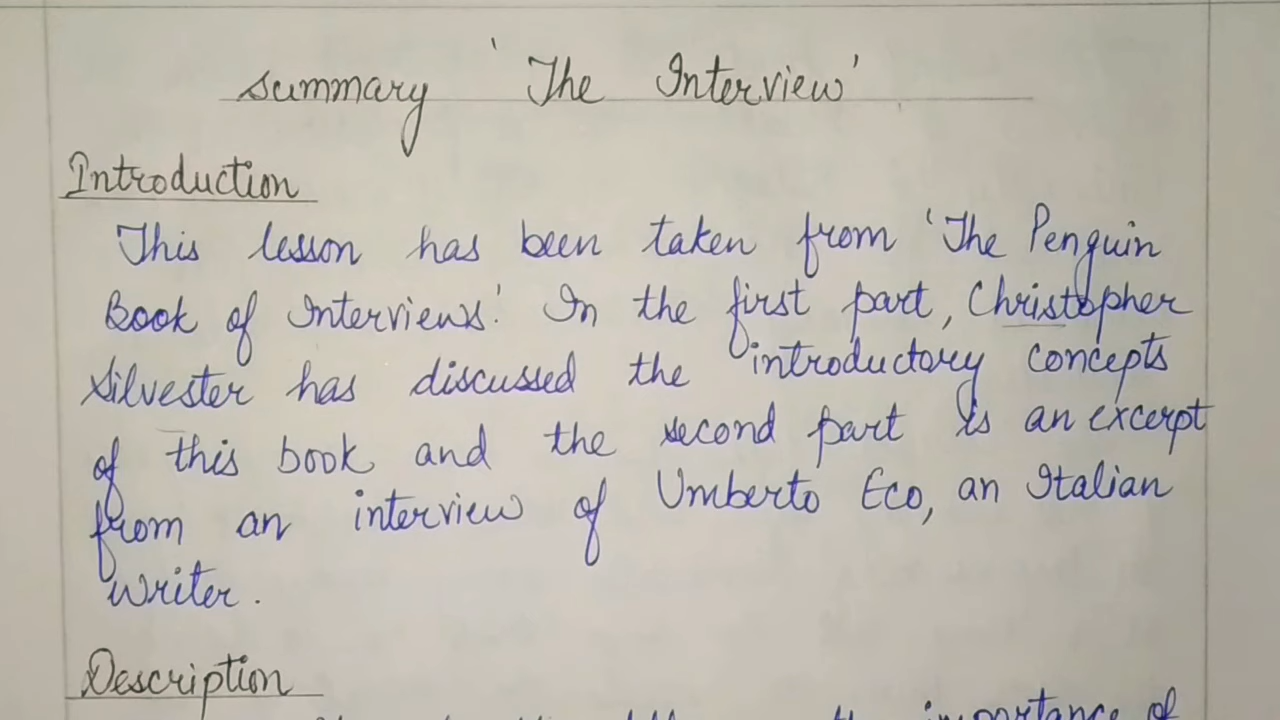 Summary 'The Interview'
Introduction
This lesson has been taken from 'The Penguin
Book of Interviews.' In the first part, Christopher
Silvester has discussed the introductory concepts
of this book and the second part is an excerpt
from an interview of Umberto Eco, an Italian
writer.
Description
importance of